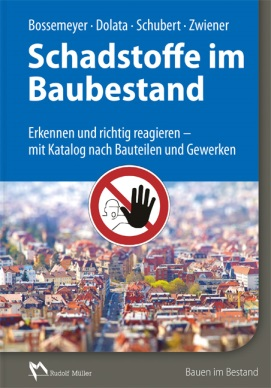 Bossemeyer · Dolata · Schubert · Zwiener
Schadstoffe im
Baubestand
Erkennen und richtig reagieren –
mit Katalog nach Bauteilen und Gewerken
Rudolf Müller
Bauen im Bestand